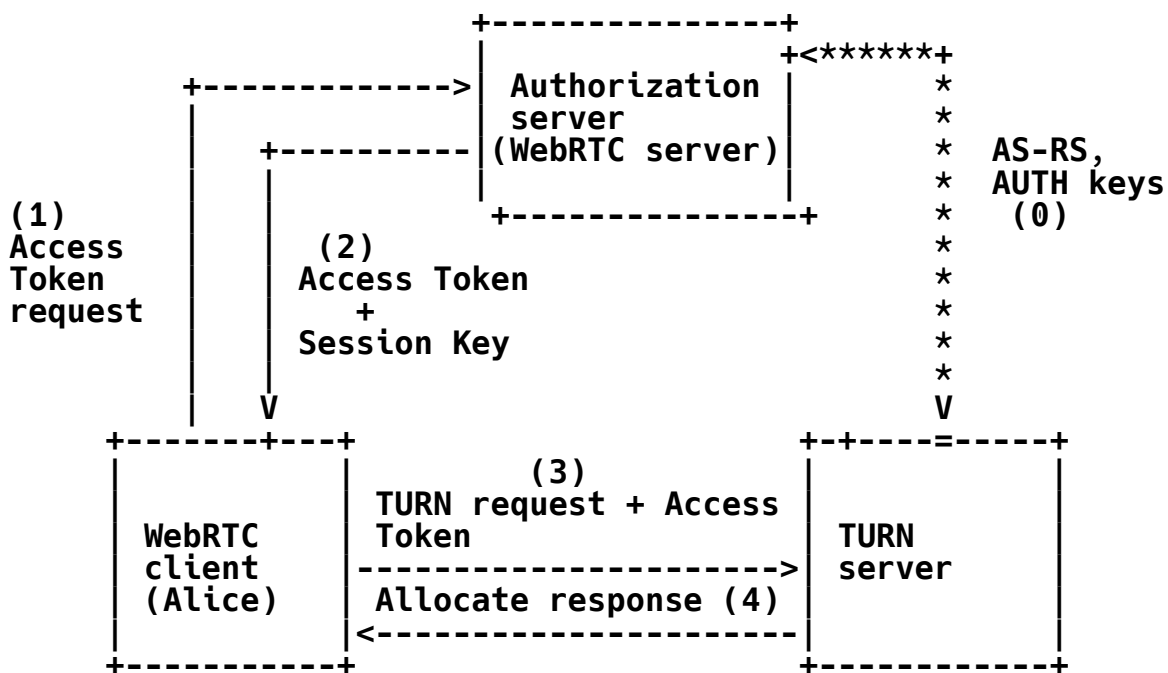 Authorization
server
(WebRTC server)
AS-RS,
AUTH keys
(0)
(1)
Access
Token
request
(2)
Access Token
+
Session Key
(3)
TURN request + Access
Token
WebRTC
client
(Alice)
TURN
server
Allocate response (4)